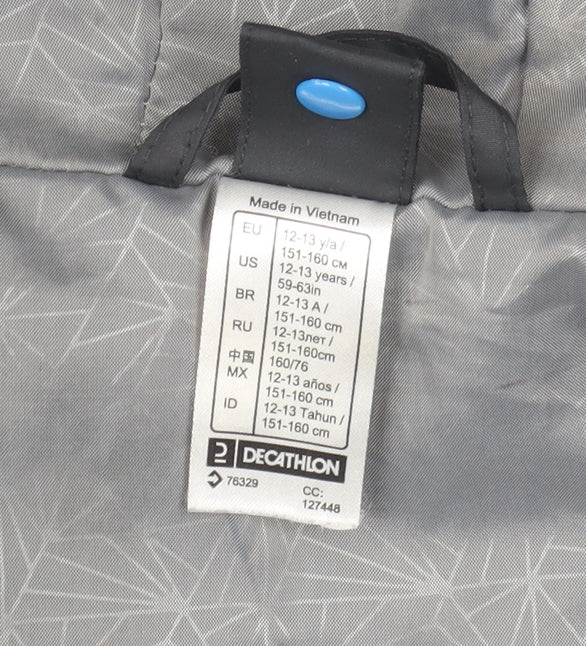 Made in Vietnam
EU 12-13 y/a /
151-160 см
US 12-13 years /
59-63in
BR 12-13 A /
151-160 cm
RU 12-13лет /
151-160cm
中国 160/76
MX 12-13 años /
151-160 cm
ID 12-13 Tahun /
151-160 cm
DECATHLON
76329 CC:
127448